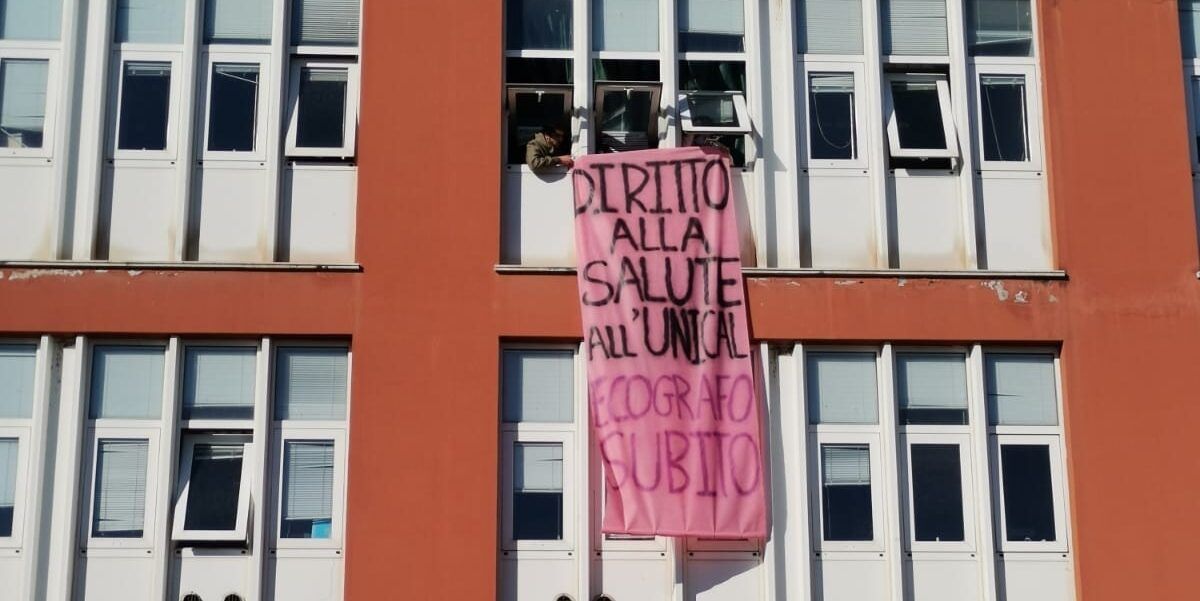 DIRITTO
ALLA
SALUTE
ALL'UNICAL
ECOGRAFO
SUBITO